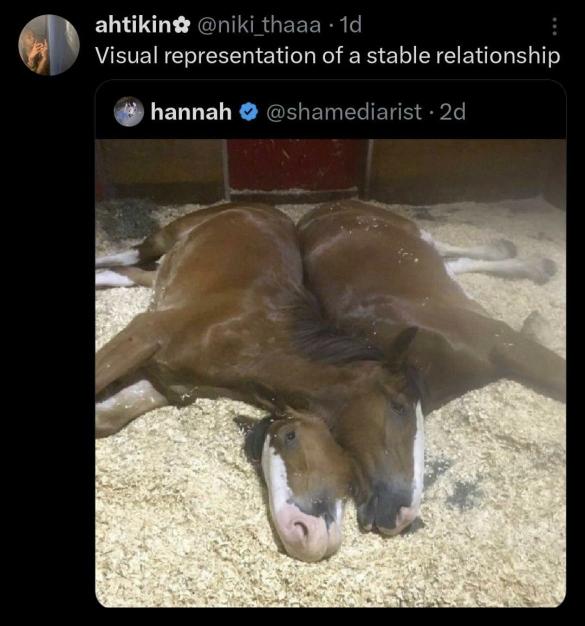 ahtikin✿ @niki_thaaa · 1d
Visual representation of a stable relationship
hannah @shamediarist · 2d